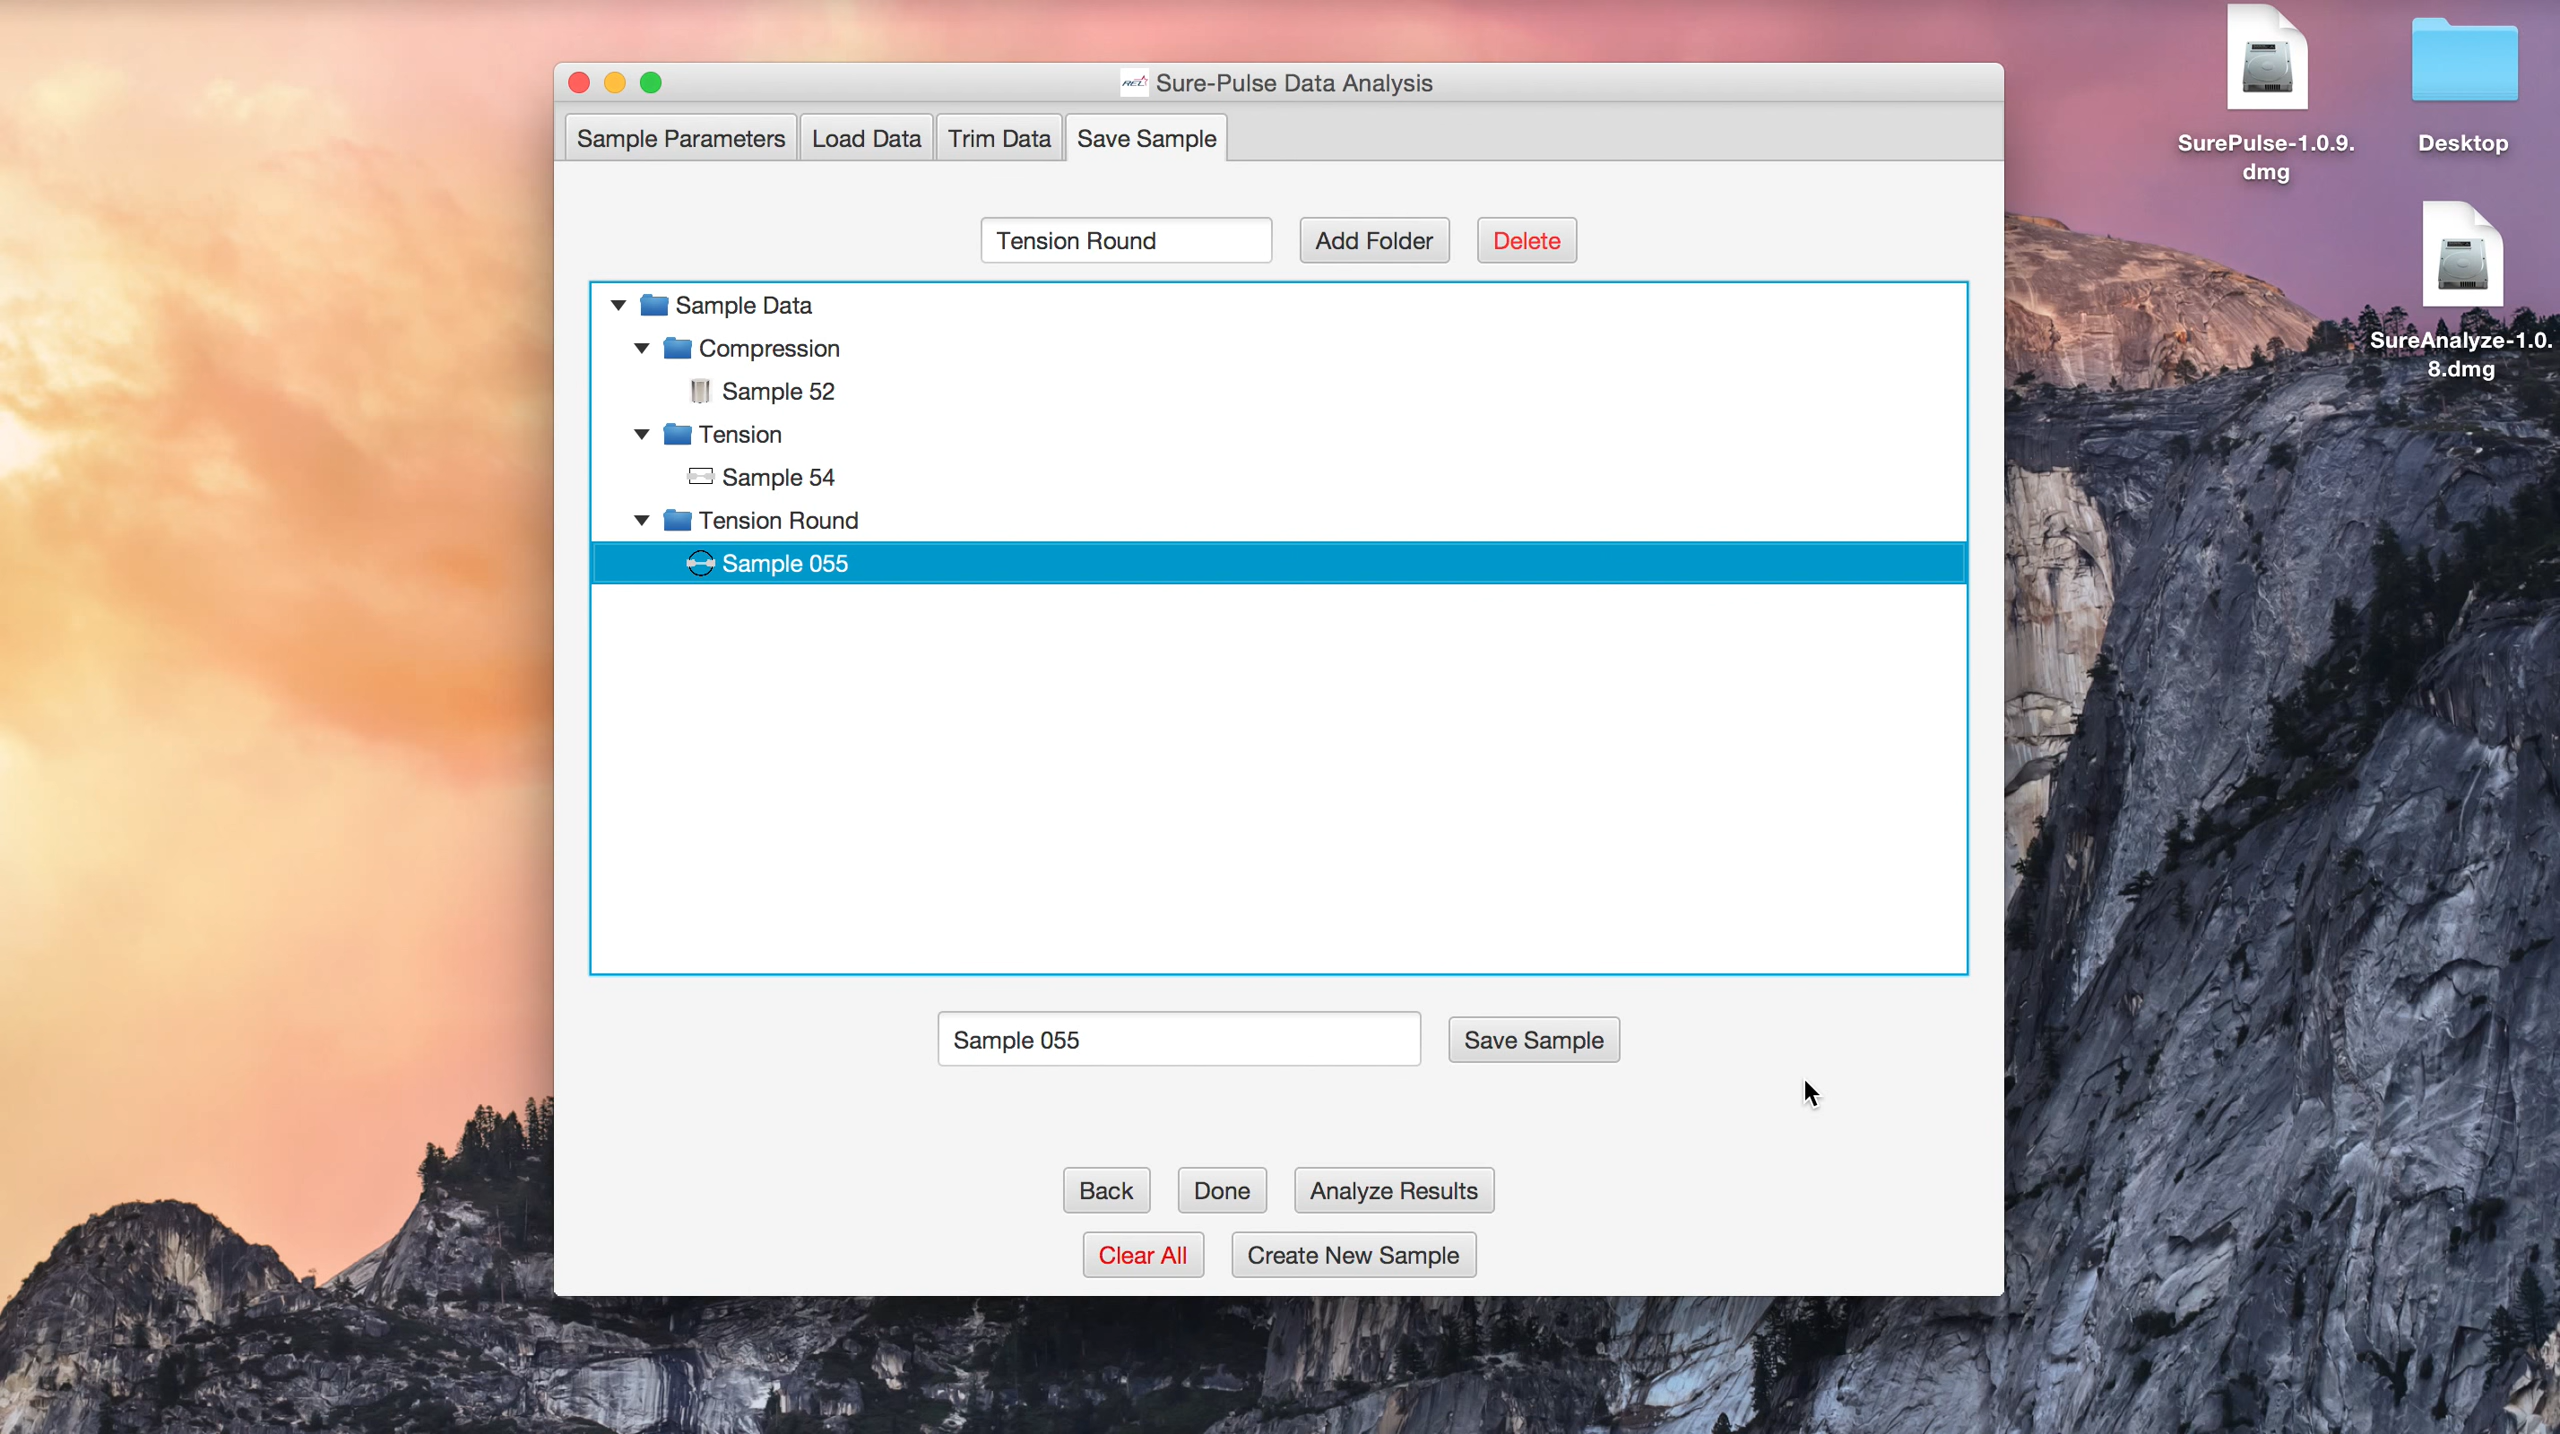 REL
Sure-Pulse Data Analysis
Sample Parameters
Load Data
Trim Data
Save Sample
Tension Round
Add Folder
Delete
Sample Data
Compression
Sample 52
Tension
Sample 54
Tension Round
Sample 055
Sample 055
Save Sample
Back
Done
Analyze Results
Clear All
Create New Sample
SurePulse-1.0.9.
dmg
Desktop
SureAnalyze-1.0.
8.dmg